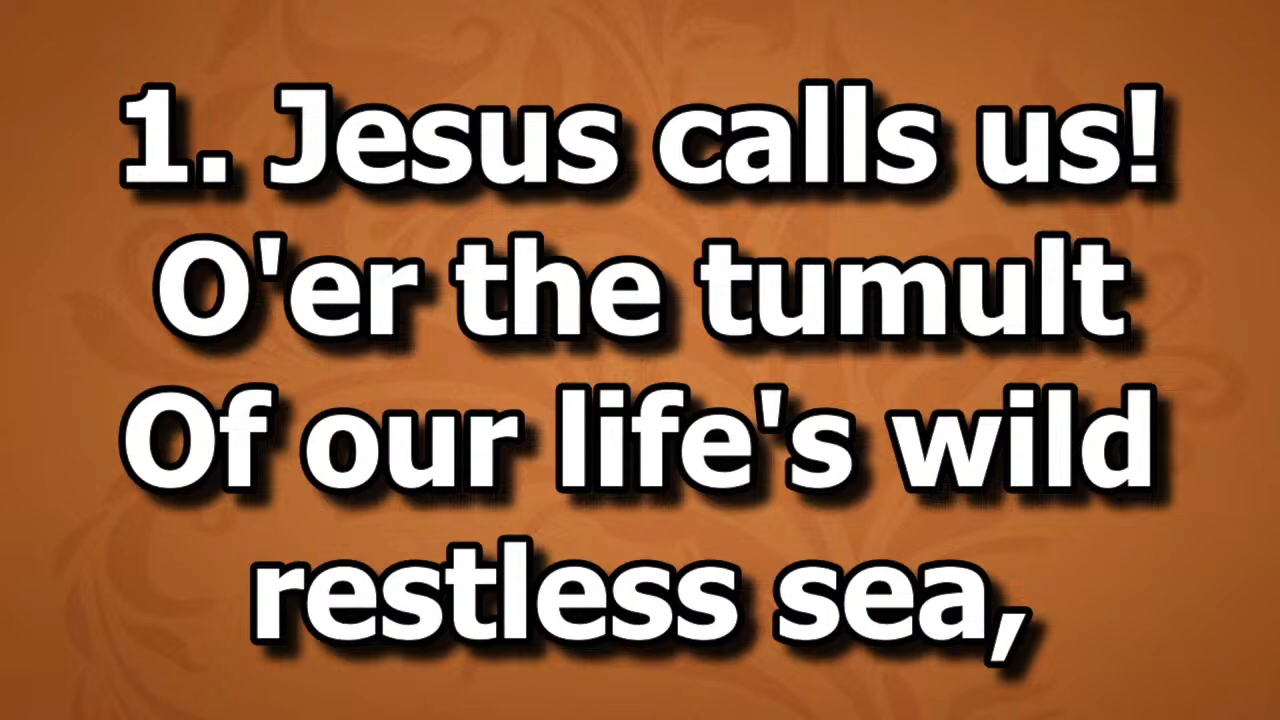 1. Jesus calls us!
O'er the tumult
Of our life's wild
restless sea,